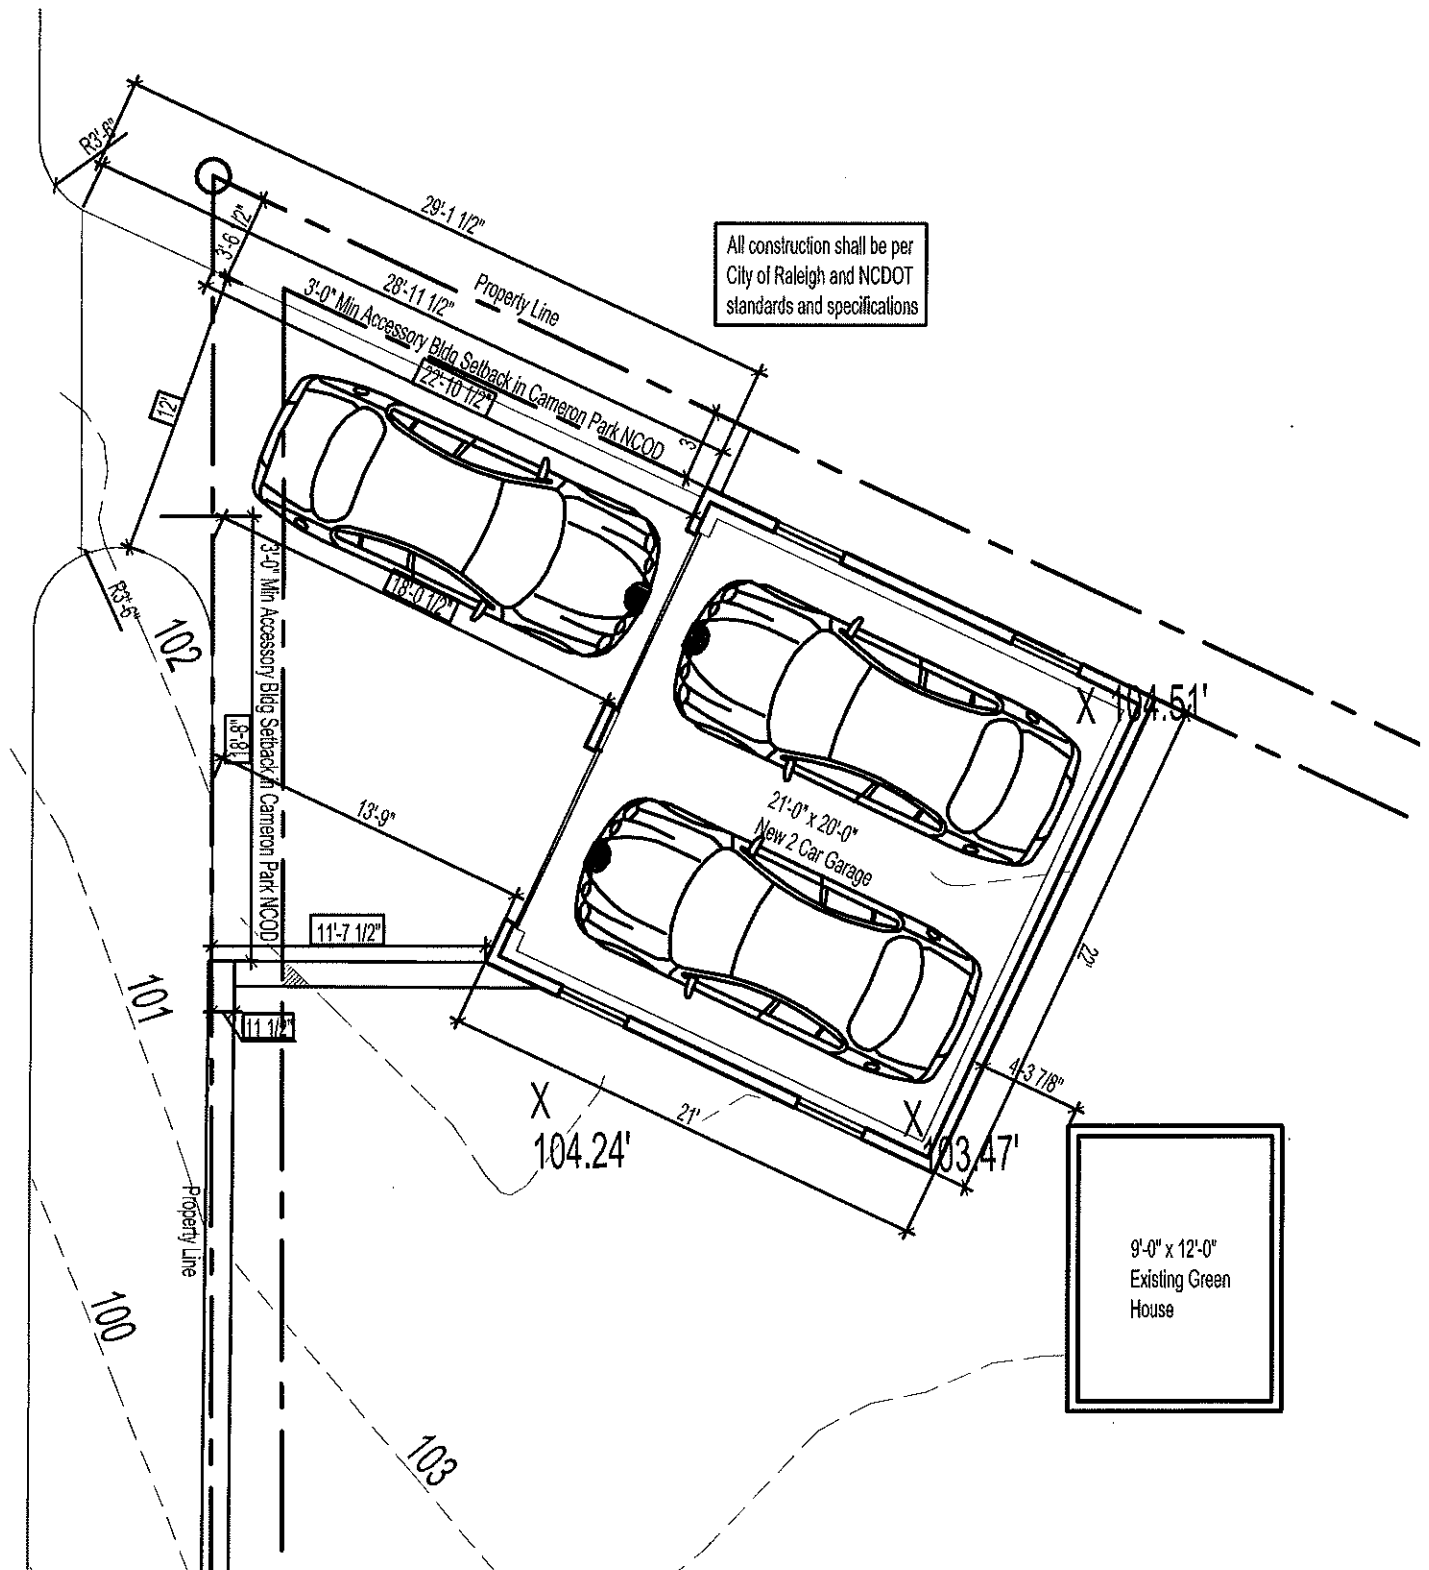 R3'-6"
29'-1 1/2"
3'-6 1/2"
28'-11 1/2"
Property Line
All construction shall be per
City of Raleigh and NCDOT
standards and specifications
3'-0" Min Accessory Bldg Setback in Cameron Park NCOD
22'-10 1/2"
12'
3'
18'-0 1/2"
R3'-6"
102
3'-0" Min Accessory Bldg Setback in Cameron Park NCOD
18'-8"
X 104.51'
13'-9"
21'-0" x 20'-0"
New 2 Car Garage
11'-7 1/2"
22'
101
11 1/2"
4'-3 7/8"
X
104.24'
21'
X
103.47'
Property Line
9'-0" x 12'-0"
Existing Green
House
100
103